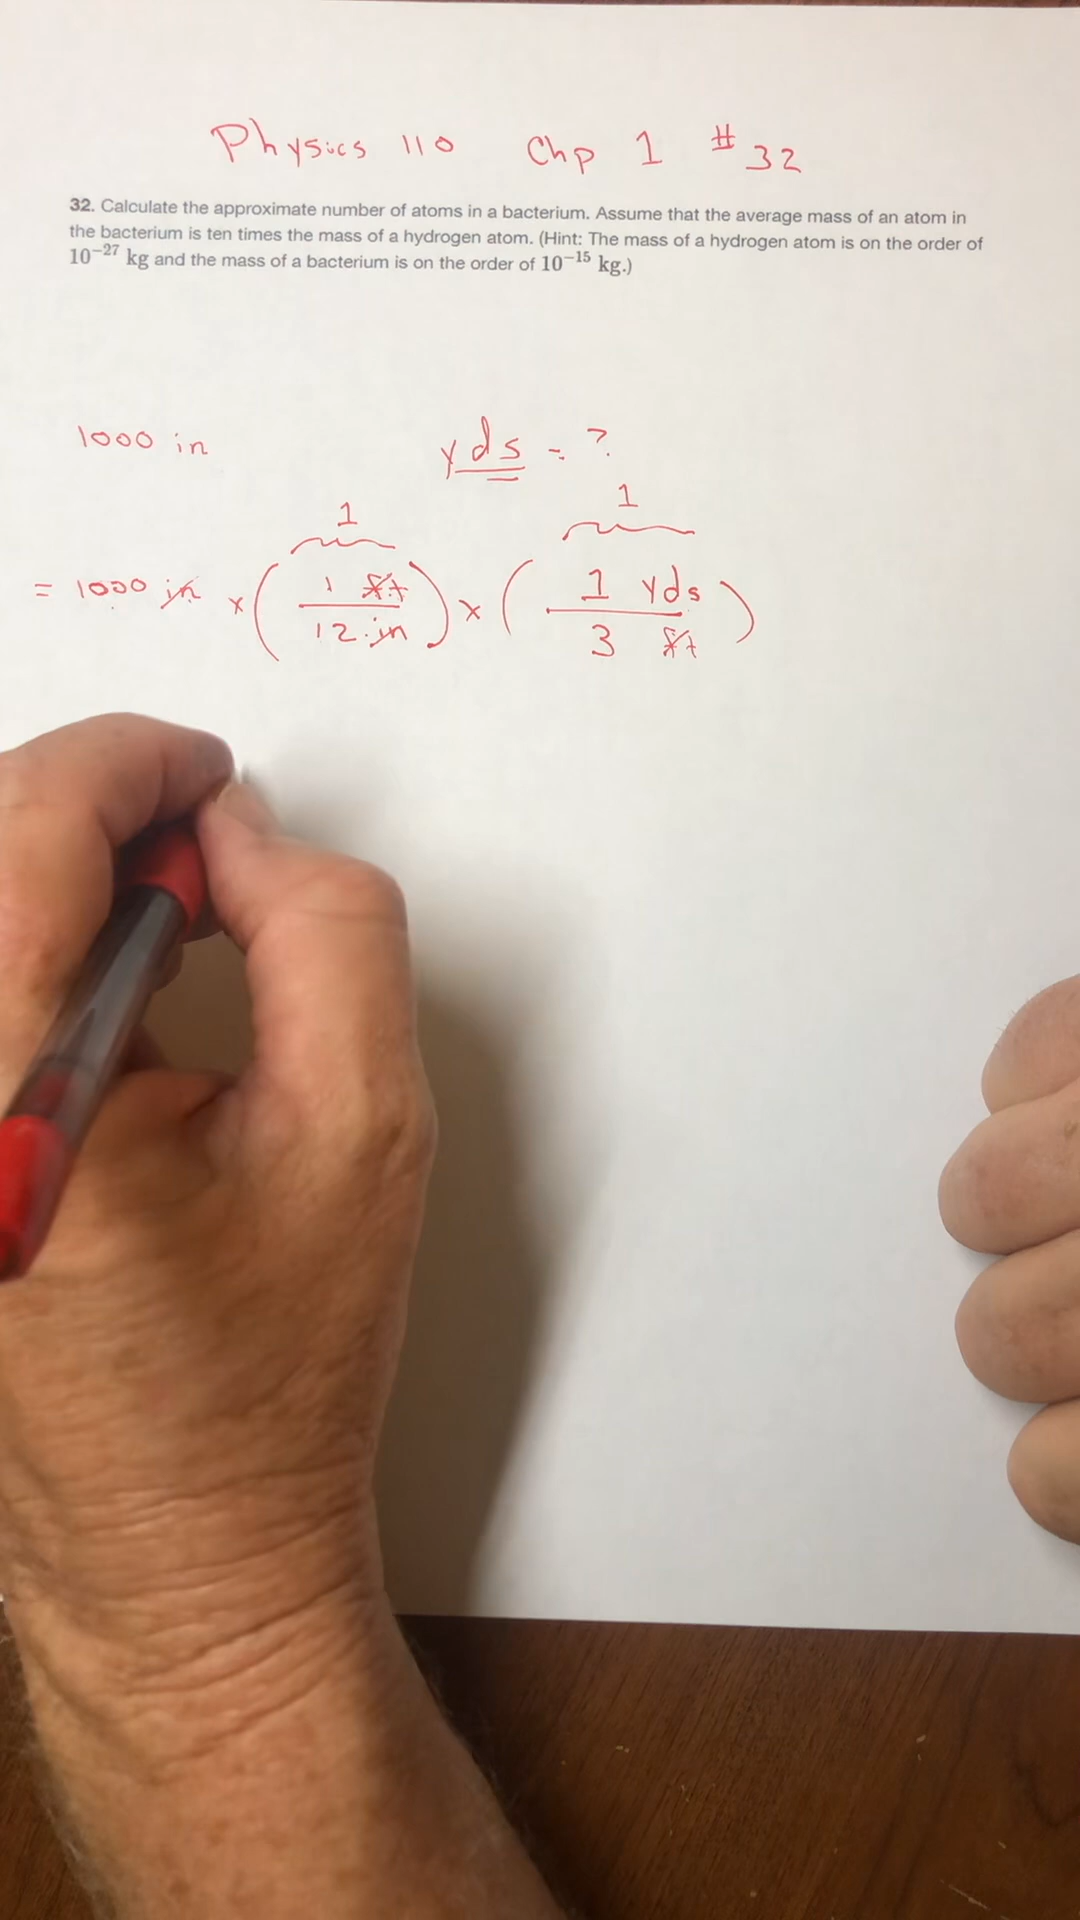 Physics 110 Chp 1 # 32
32. Calculate the approximate number of atoms in a bacterium. Assume that the average mass of an atom in
the bacterium is ten times the mass of a hydrogen atom. (Hint: The mass of a hydrogen atom is on the order of
10⁻²⁷ kg and the mass of a bacterium is on the order of 10⁻¹⁵ kg.)
1000 in yds = ?
1 1
= 1000 in × ( 1 ft / 12 in ) × ( 1 yds / 3 ft )